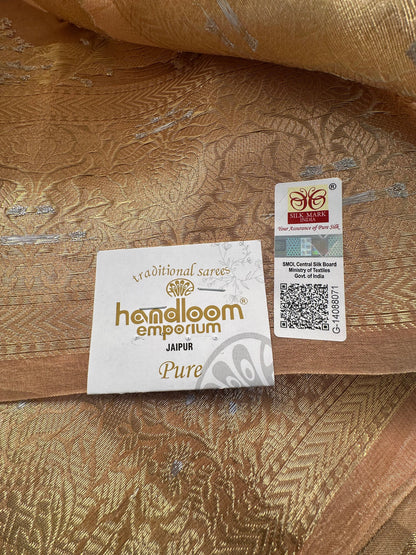 traditional sarees
handloom®
emporium
JAIPUR
Pure
®
SILK MARK
INDIA
Your Assurance of Pure Silk
SMOI, Central Silk Board
Ministry of Textiles
Govt. of India
G-14088071